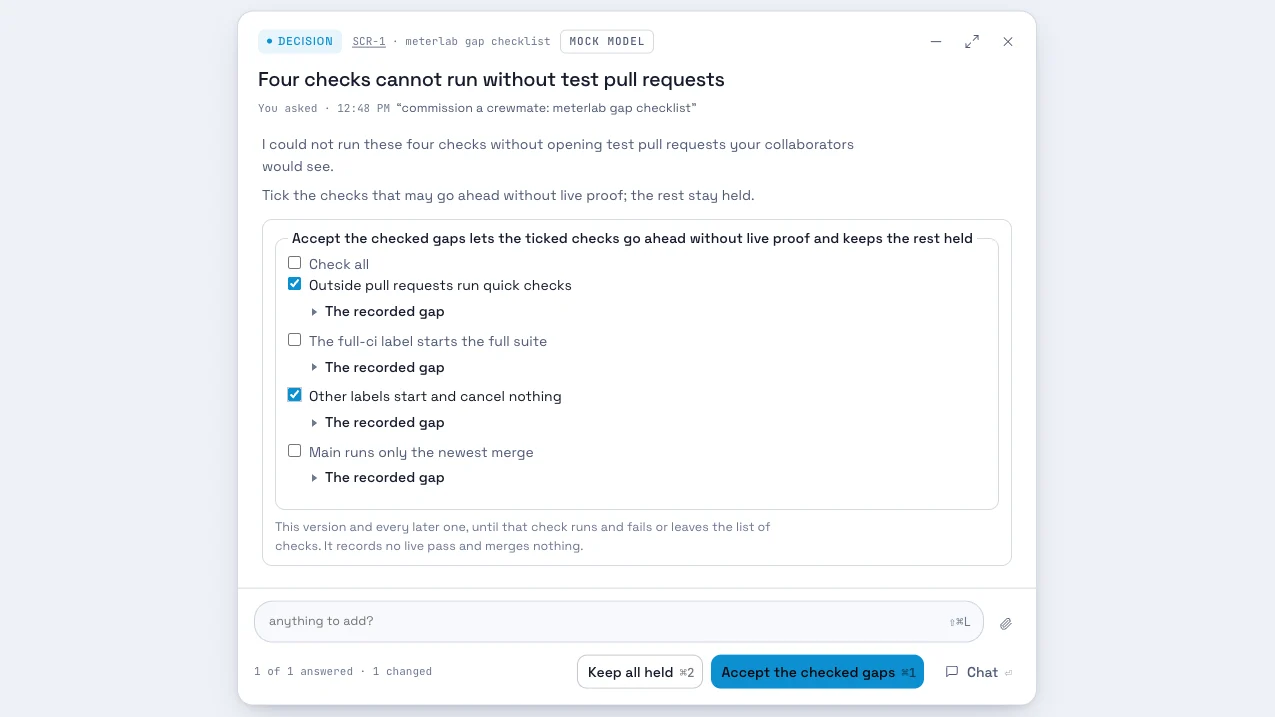 • DECISION SCR-1 · meterlab gap checklist MOCK MODEL
Four checks cannot run without test pull requests
You asked · 12:48 PM “commission a crewmate: meterlab gap checklist”
I could not run these four checks without opening test pull requests your collaborators
would see.
Tick the checks that may go ahead without live proof; the rest stay held.
Accept the checked gaps lets the ticked checks go ahead without live proof and keeps the rest held
Check all
Outside pull requests run quick checks
The recorded gap
The full-ci label starts the full suite
The recorded gap
Other labels start and cancel nothing
The recorded gap
Main runs only the newest merge
The recorded gap
This version and every later one, until that check runs and fails or leaves the list of
checks. It records no live pass and merges nothing.
anything to add? ⇧⌘L
1 of 1 answered · 1 changed Keep all held ⌘2 Accept the checked gaps ⌘1 Chat ⏎